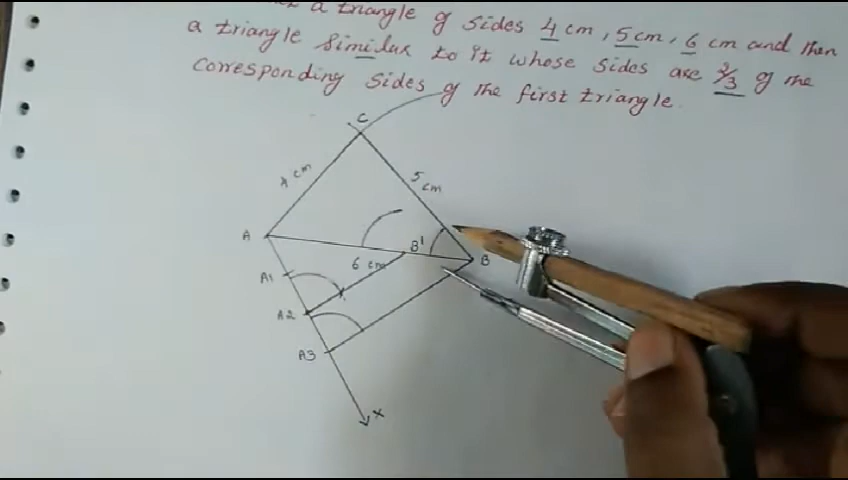 a triangle of sides 4 cm, 5 cm, 6 cm and then
a triangle similar to it whose sides are 2/3 of the
corresponding sides of the first triangle.
C
4 cm
5 cm
A
B'
B
6 cm
A1
A2
A3
X